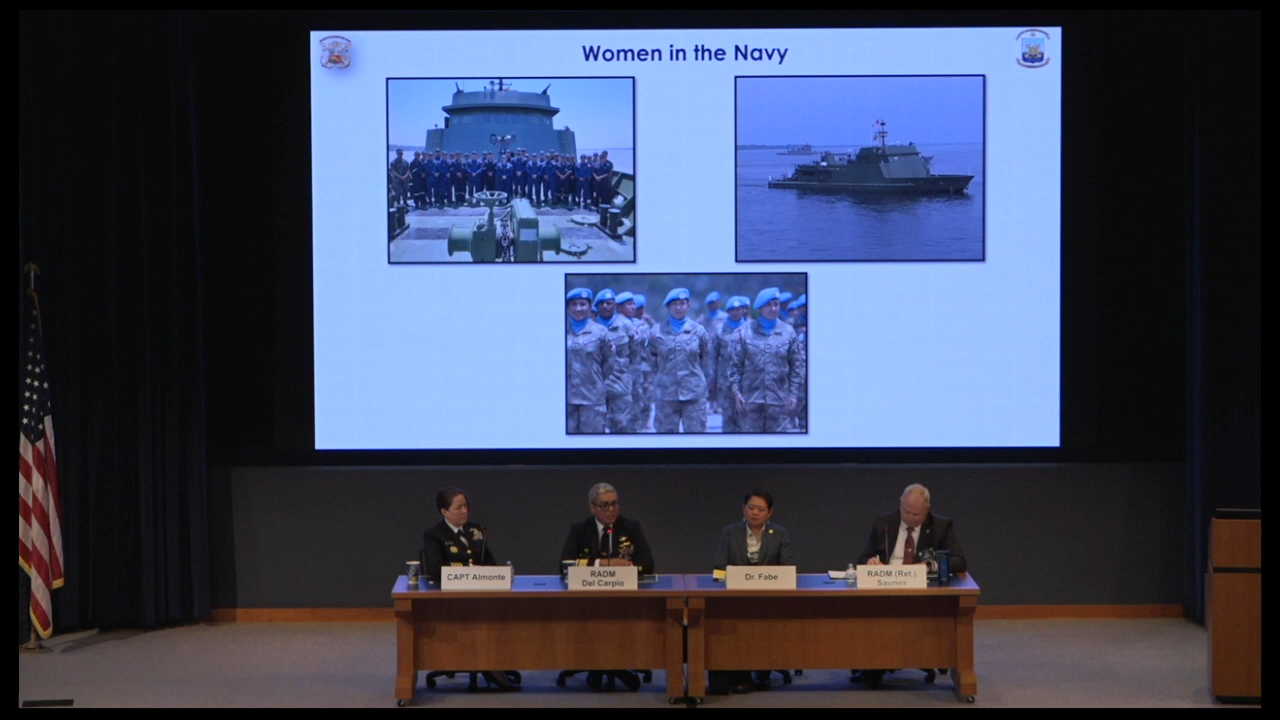 Women in the Navy
CAPT Almonte
RADM
Del Carpio
Dr. Fabe
RADM (Ret.)
Saunes